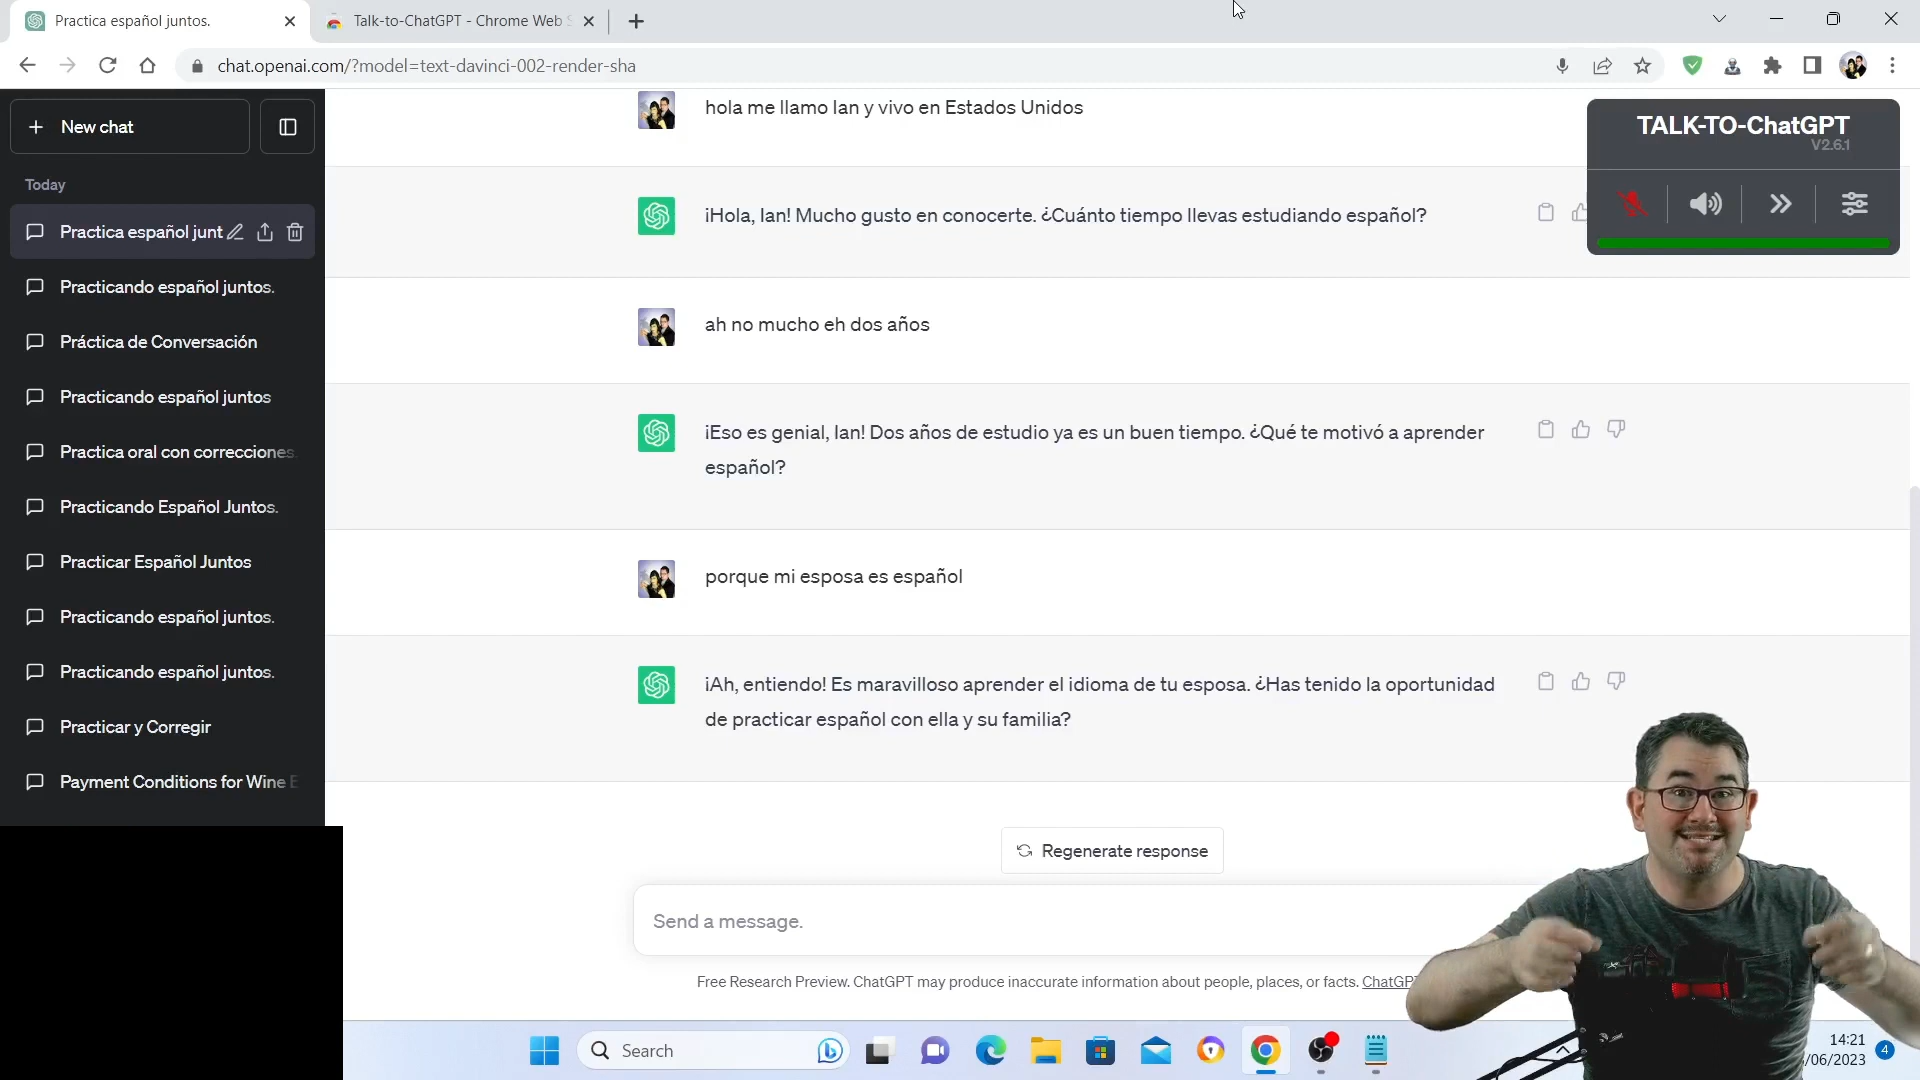 Practica español juntos.
Talk-to-ChatGPT - Chrome Web S
chat.openai.com/?model=text-davinci-002-render-sha
New chat
Today
Practica español junt
Practicando español juntos.
Práctica de Conversación
Practicando español juntos
Practica oral con correcciones.
Practicando Español Juntos.
Practicar Español Juntos
Practicando español juntos.
Practicando español juntos.
Practicar y Corregir
Payment Conditions for Wine E
hola me llamo Ian y vivo en Estados Unidos
¡Hola, Ian! Mucho gusto en conocerte. ¿Cuánto tiempo llevas estudiando español?
ah no mucho eh dos años
¡Eso es genial, Ian! Dos años de estudio ya es un buen tiempo. ¿Qué te motivó a aprender
español?
porque mi esposa es español
¡Ah, entiendo! Es maravilloso aprender el idioma de tu esposa. ¿Has tenido la oportunidad
de practicar español con ella y su familia?
TALK-TO-ChatGPT
V2.6.1
Regenerate response
Send a message.
Free Research Preview. ChatGPT may produce inaccurate information about people, places, or facts. ChatGP
Search
14:21
/06/2023
4